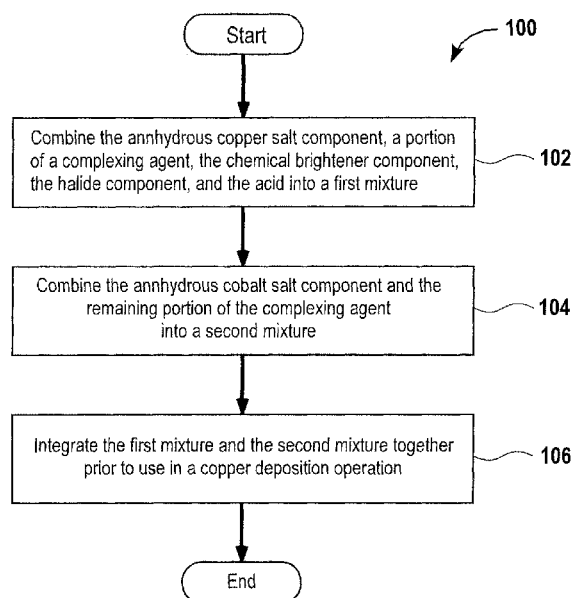 Start
100
Combine the annhydrous copper salt component, a portion
of a complexing agent, the chemical brightener component,
the halide component, and the acid into a first mixture
102
Combine the annhydrous cobalt salt component and the
remaining portion of the complexing agent
into a second mixture
104
Integrate the first mixture and the second mixture together
prior to use in a copper deposition operation
106
End